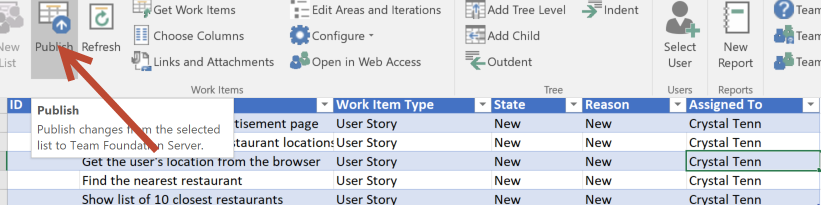 Get Work Items
Edit Areas and Iterations
Add Tree Level
Indent
Team
New
List
Publish
Refresh
Choose Columns
Configure
Add Child
Select
User
New
Report
Team
Links and Attachments
Open in Web Access
Outdent
Team
Work Items
Tree
Users
Reports
ID
Work Item Type
State
Reason
Assigned To
Publish
Publish changes from the selected
list to Team Foundation Server.
rtisement page
User Story
New
New
Crystal Tenn
restaurant locations
User Story
New
New
Crystal Tenn
Get the user's location from the browser
User Story
New
New
Crystal Tenn
Find the nearest restaurant
User Story
New
New
Crystal Tenn
Show list of 10 closest restaurants
User Story
New
New
Crystal Tenn